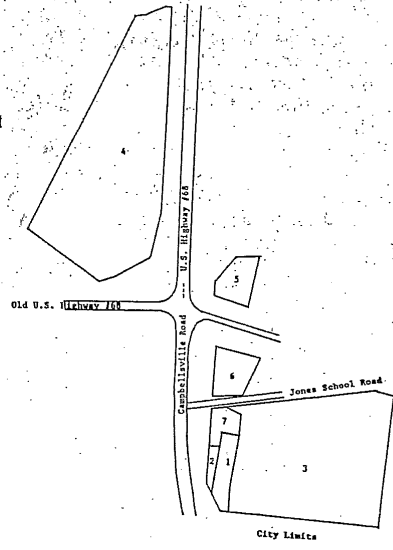 4
Campbellsville Road --- U.S. Highway #68
5
Old U.S. Highway #68
6
Jones School Road
7
2
1
3
City Limits